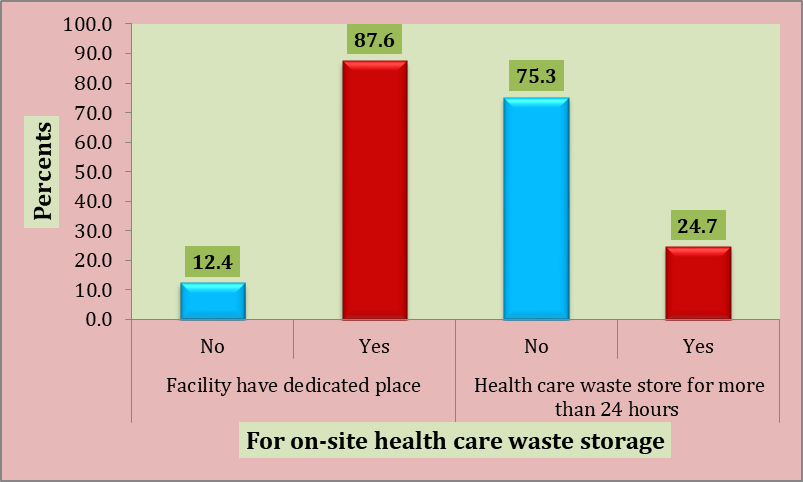 100.0
90.0
80.0
70.0
60.0
50.0
40.0
30.0
20.0
10.0
0.0
Percents
12.4
87.6
75.3
24.7
No
Yes
No
Yes
Facility have dedicated place
Health care waste store for more
than 24 hours
For on-site health care waste storage